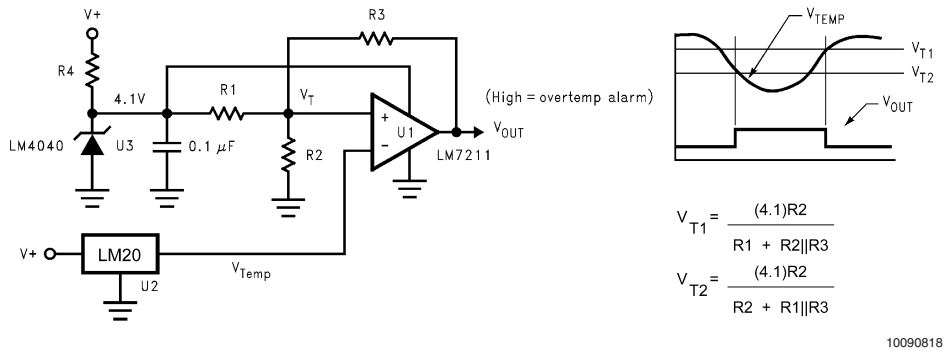 V+
R3
R4
4.1V
R1
V_T
(High = overtemp alarm)
LM4040
U3
0.1 μF
R2
+
−
U1
V_OUT
LM7211
V+
LM20
U2
V_Temp
V_TEMP
V_T1
V_T2
V_OUT
V_T1 = (4.1)R2
R1 + R2||R3
V_T2 = (4.1)R2
R2 + R1||R3
10090818